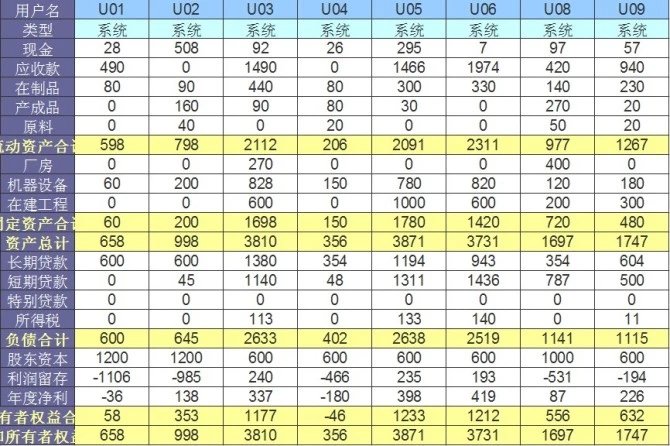 用户名 U01 U02 U03 U04 U05 U06 U08 U09
类型 系统 系统 系统 系统 系统 系统 系统 系统
现金 28 508 92 26 295 7 97 57
应收款 490 0 1490 0 1466 1974 420 940
在制品 80 90 440 80 300 330 140 230
产成品 0 160 90 80 30 0 270 20
原料 0 40 0 20 0 0 50 20
流动资产合计 598 798 2112 206 2091 2311 977 1267
厂房 0 0 270 0 0 0 400 0
机器设备 60 200 828 150 780 820 120 180
在建工程 0 0 600 0 1000 600 200 300
固定资产合计 60 200 1698 150 1780 1420 720 480
资产总计 658 998 3810 356 3871 3731 1697 1747
长期贷款 600 600 1380 354 1194 943 354 604
短期贷款 0 45 1140 48 1311 1436 787 500
特别贷款 0 0 0 0 0 0 0 0
所得税 0 0 113 0 133 140 0 11
负债合计 600 645 2633 402 2638 2519 1141 1115
股东资本 1200 1200 600 600 600 600 1000 600
利润留存 -1106 -985 240 -466 235 193 -531 -194
年度净利 -36 138 337 -180 398 419 87 226
有者权益合 58 353 1177 -46 1233 1212 556 632
和所有者权益 658 998 3810 356 3871 3731 1697 1747